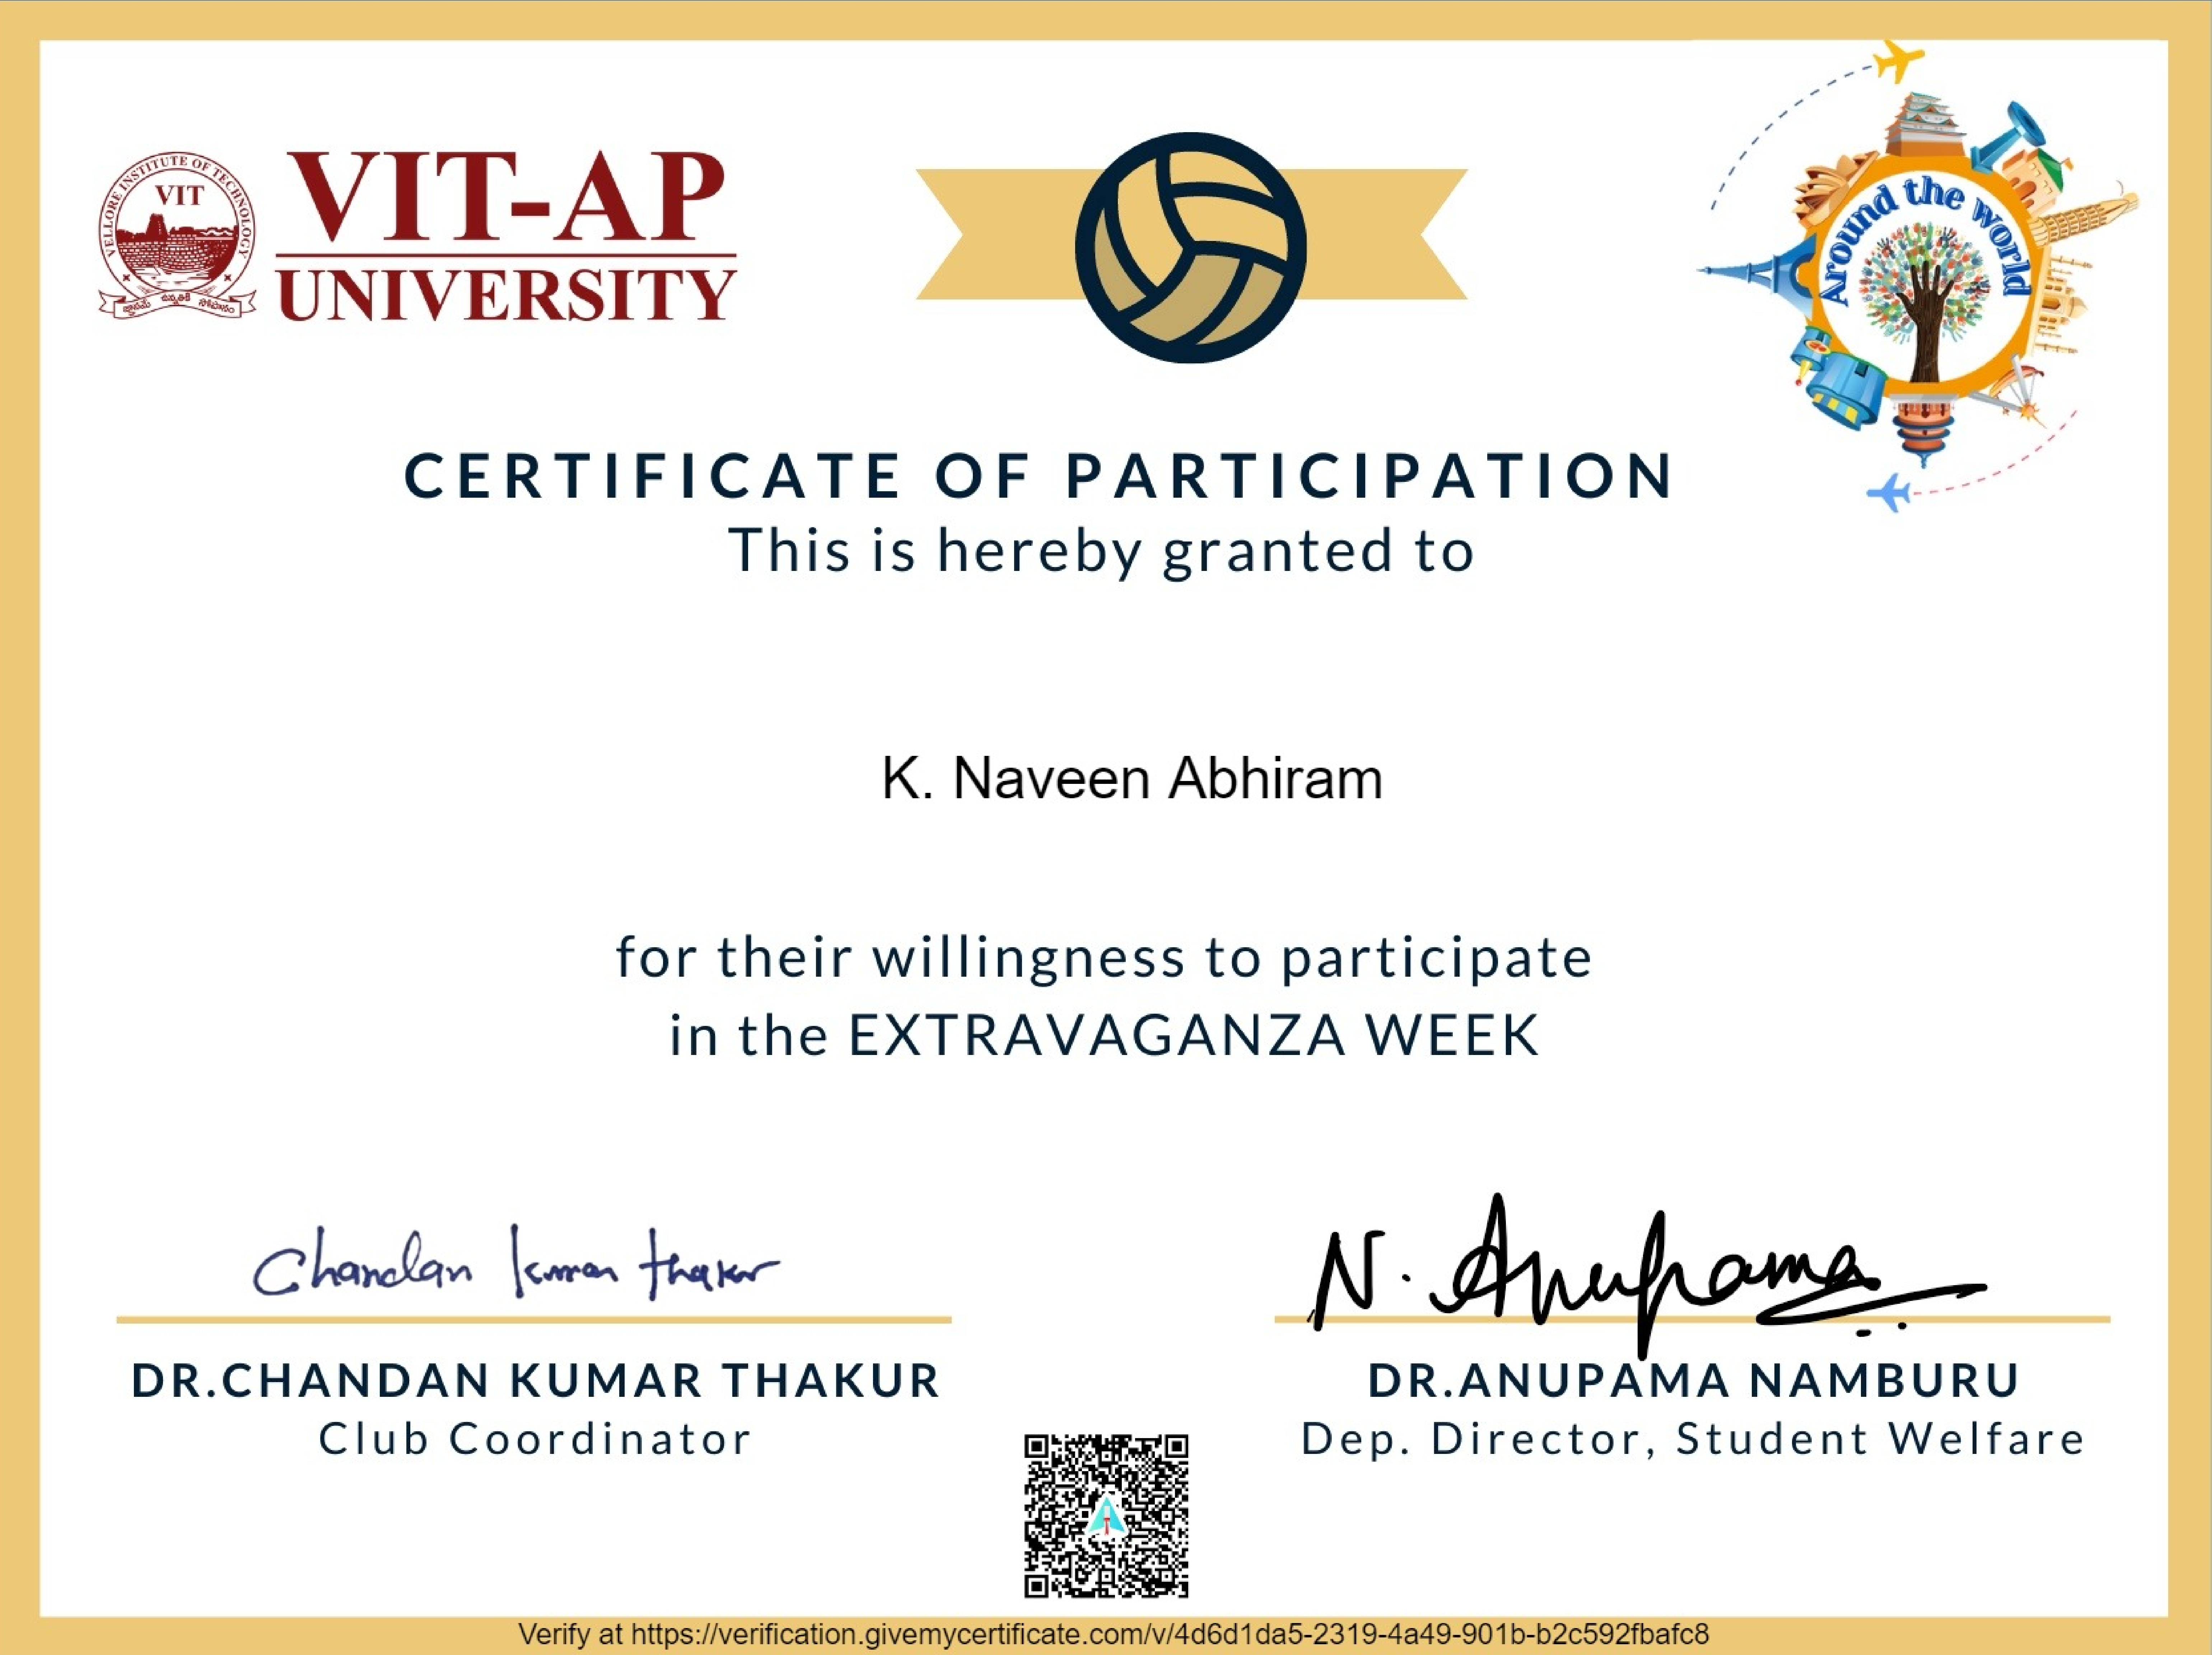 VELLORE INSTITUTE OF TECHNOLOGY
VIT
VIT-AP
UNIVERSITY
Around the World
CERTIFICATE OF PARTICIPATION
This is hereby granted to
K. Naveen Abhiram
for their willingness to participate
in the EXTRAVAGANZA WEEK
Chandan Kumar Thakur
N. Anupama
DR.CHANDAN KUMAR THAKUR
DR.ANUPAMA NAMBURU
Club Coordinator
Dep. Director, Student Welfare
Verify at https://verification.givemycertificate.com/v/4d6d1da5-2319-4a49-901b-b2c592fbafc8